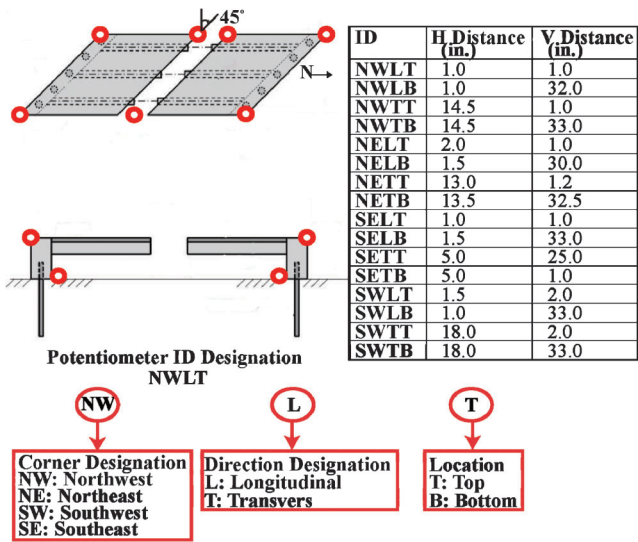 45°
N
ID H Distance (in.) V Distance (in.)
NWLT 1.0 1.0
NWLB 1.0 32.0
NWTT 14.5 1.0
NWTB 14.5 33.0
NELT 2.0 1.0
NELB 1.5 30.0
NETT 13.0 1.2
NETB 13.5 32.5
SELT 1.0 1.0
SELB 1.5 33.0
SETT 5.0 25.0
SETB 5.0 1.0
SWLT 1.5 2.0
SWLB 1.0 33.0
SWTT 18.0 2.0
SWTB 18.0 33.0
Potentiometer ID Designation
NWLT
NW
L
T
Corner Designation
NW: Northwest
NE: Northeast
SW: Southwest
SE: Southeast
Direction Designation
L: Longitudinal
T: Transvers
Location
T: Top
B: Bottom